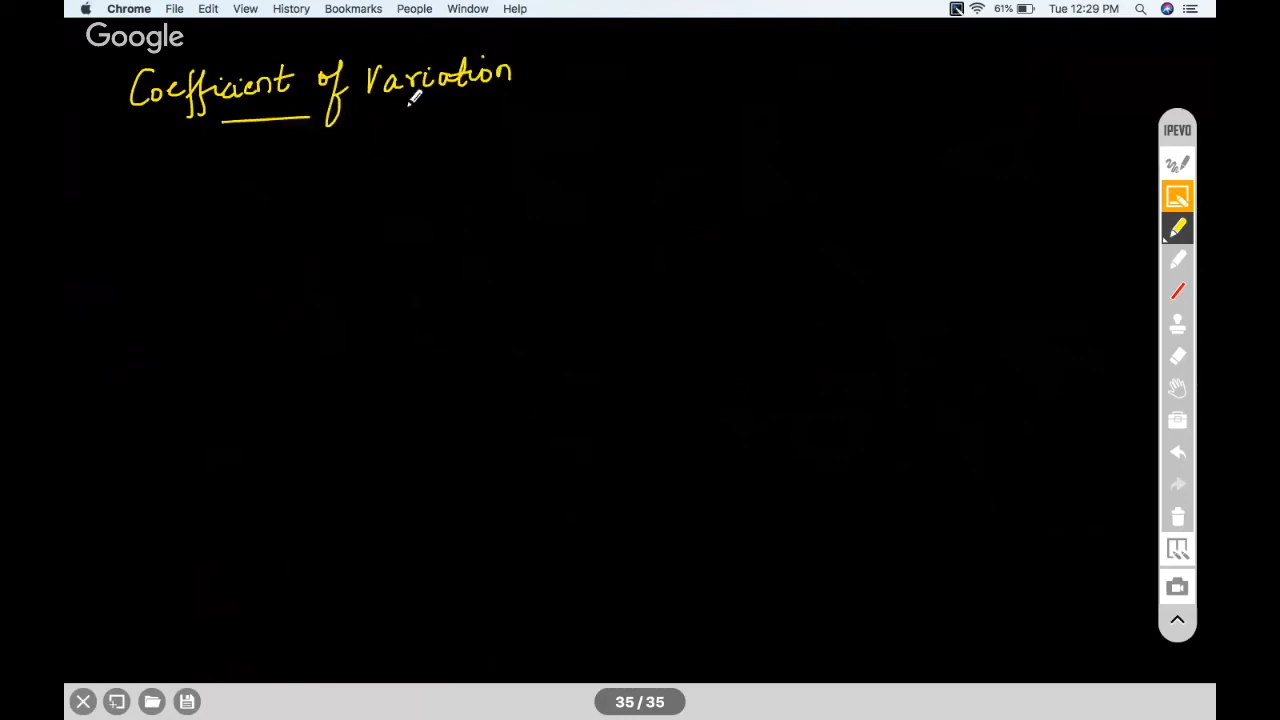 Chrome File Edit View History Bookmarks People Window Help 61% Tue 12:29 PM
Google
Coefficient of Variation
IPEVO
35 / 35